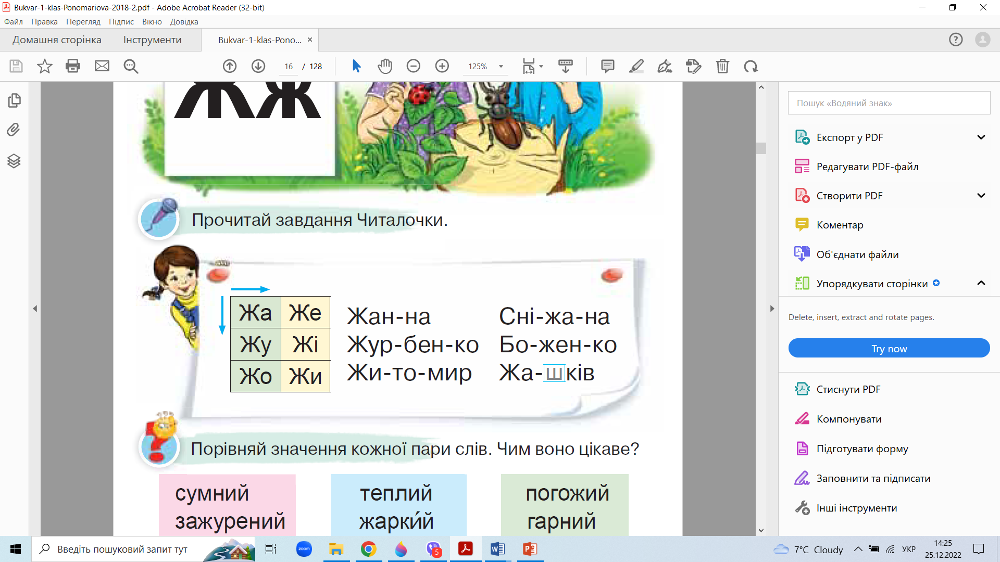 Bukvar-1-klas-Ponomariova-2018-2.pdf - Adobe Acrobat Reader (32-bit)
Файл Правка Перегляд Підпис Вікно Довідка
Домашня сторінка Інструменти Bukvar-1-klas-Pono... ×
16 / 128 125%
Жж
Прочитай завдання Читалочки.
Жа Же Жан-на Сні-жа-на
Жу Жі Жур-бен-ко Бо-жен-ко
Жо Жи Жи-то-мир Жа-шків
Порівняй значення кожної пари слів. Чим воно цікаве?
сумний теплий погожий
зажурений жарки́й гарний
Пошук «Водяний знак»
Експорт у PDF
Редагувати PDF-файл
Створити PDF
Коментар
Об'єднати файли
Упорядкувати сторінки
Delete, insert, extract and rotate pages.
Try now
Стиснути PDF
Компонувати
Підготувати форму
Заповнити та підписати
Інші інструменти
Введіть пошуковий запит тут zoom 5 7°C Cloudy УКР 14:25
25.12.2022